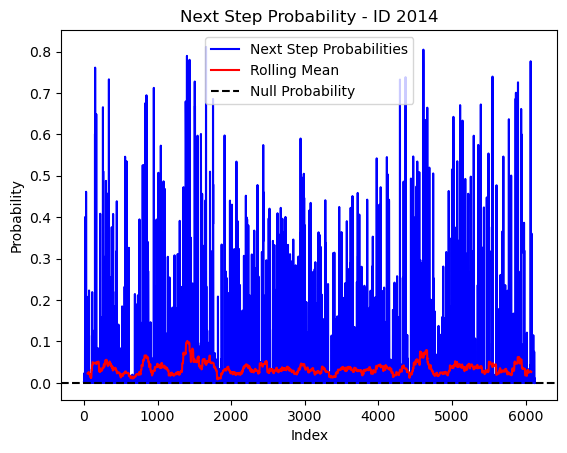 Next Step Probability - ID 2014
Next Step Probabilities
Rolling Mean
Null Probability
Probability
0.8
0.7
0.6
0.5
0.4
0.3
0.2
0.1
0.0
0 1000 2000 3000 4000 5000 6000
Index